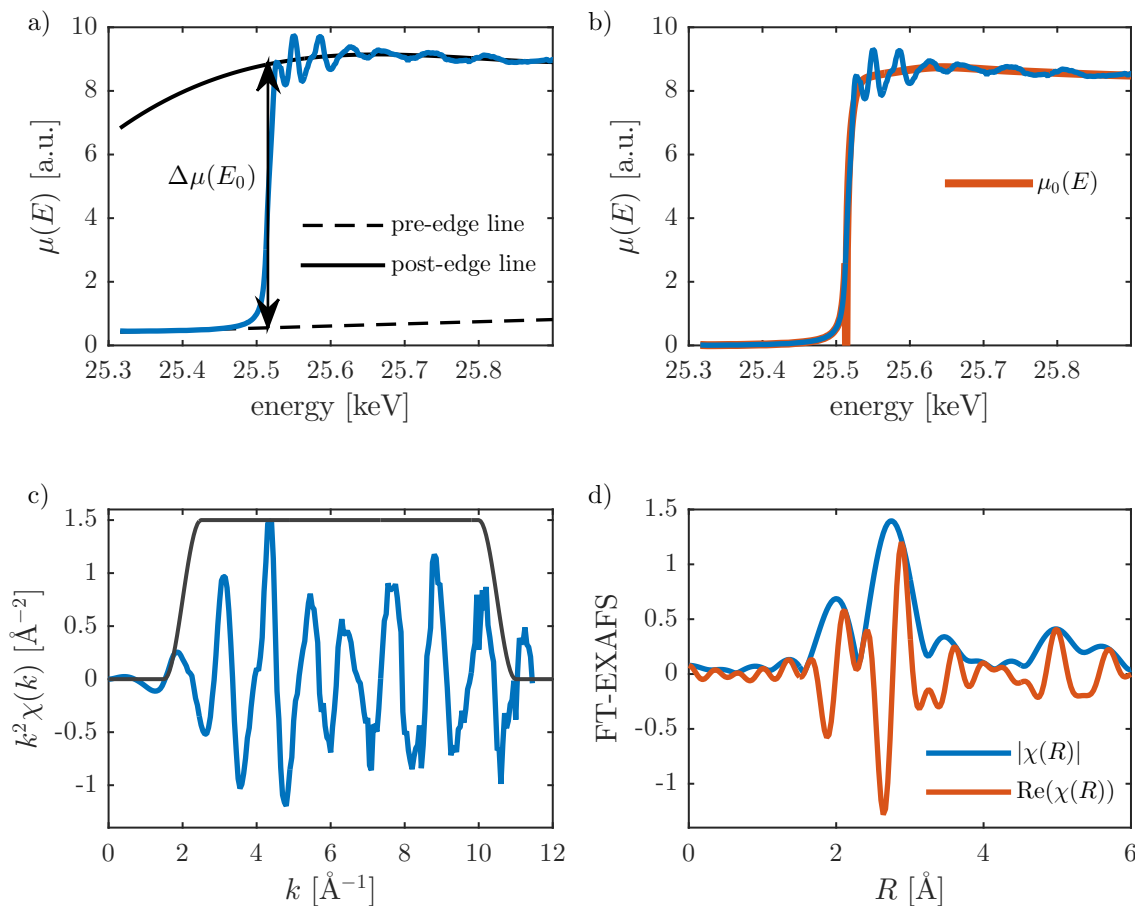 a)
10
8
6
4
2
0
μ(E) [a.u.]
Δμ(E₀)
pre-edge line
post-edge line
25.3 25.4 25.5 25.6 25.7 25.8
energy [keV]
b)
10
8
6
4
2
0
μ(E) [a.u.]
μ₀(E)
25.3 25.4 25.5 25.6 25.7 25.8
energy [keV]
c)
1.5
1
0.5
0
-0.5
-1
k²χ(k) [Å⁻²]
0 2 4 6 8 10 12
k [Å⁻¹]
d)
1.5
1
0.5
0
-0.5
-1
FT-EXAFS
|χ(R)|
Re(χ(R))
0 2 4 6
R [Å]